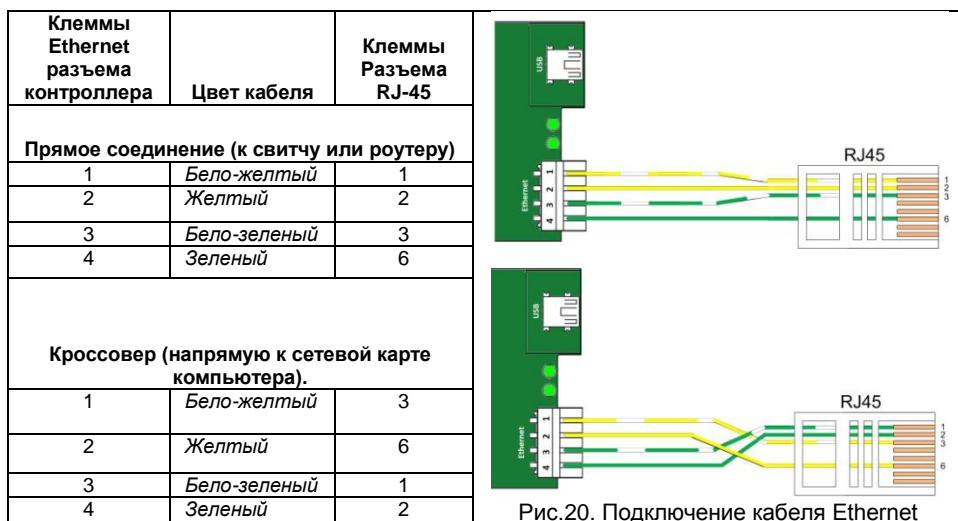 Клеммы
Ethernet
разъема
контроллера
Цвет кабеля
Клеммы
Разъема
RJ-45
Прямое соединение (к свитчу или роутеру)
1 Бело-желтый 1
2 Желтый 2
3 Бело-зеленый 3
4 Зеленый 6
Кроссовер (напрямую к сетевой карте
компьютера).
1 Бело-желтый 3
2 Желтый 6
3 Бело-зеленый 1
4 Зеленый 2
USB
Ethernet
1
2
3
4
RJ45
1
2
3
6
USB
Ethernet
1
2
3
4
RJ45
1
2
3
6
Рис.20. Подключение кабеля Ethernet